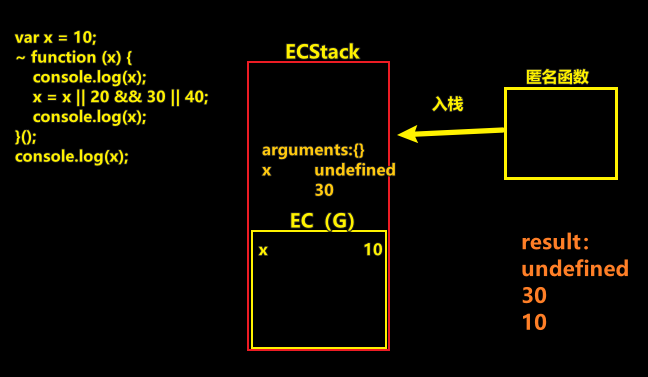 var x = 10;
~ function (x) {
console.log(x);
x = x || 20 && 30 || 40;
console.log(x);
}();
console.log(x);
ECStack
匿名函数
入栈
arguments:{}
x undefined
30
EC（G）
x 10
result：
undefined
30
10